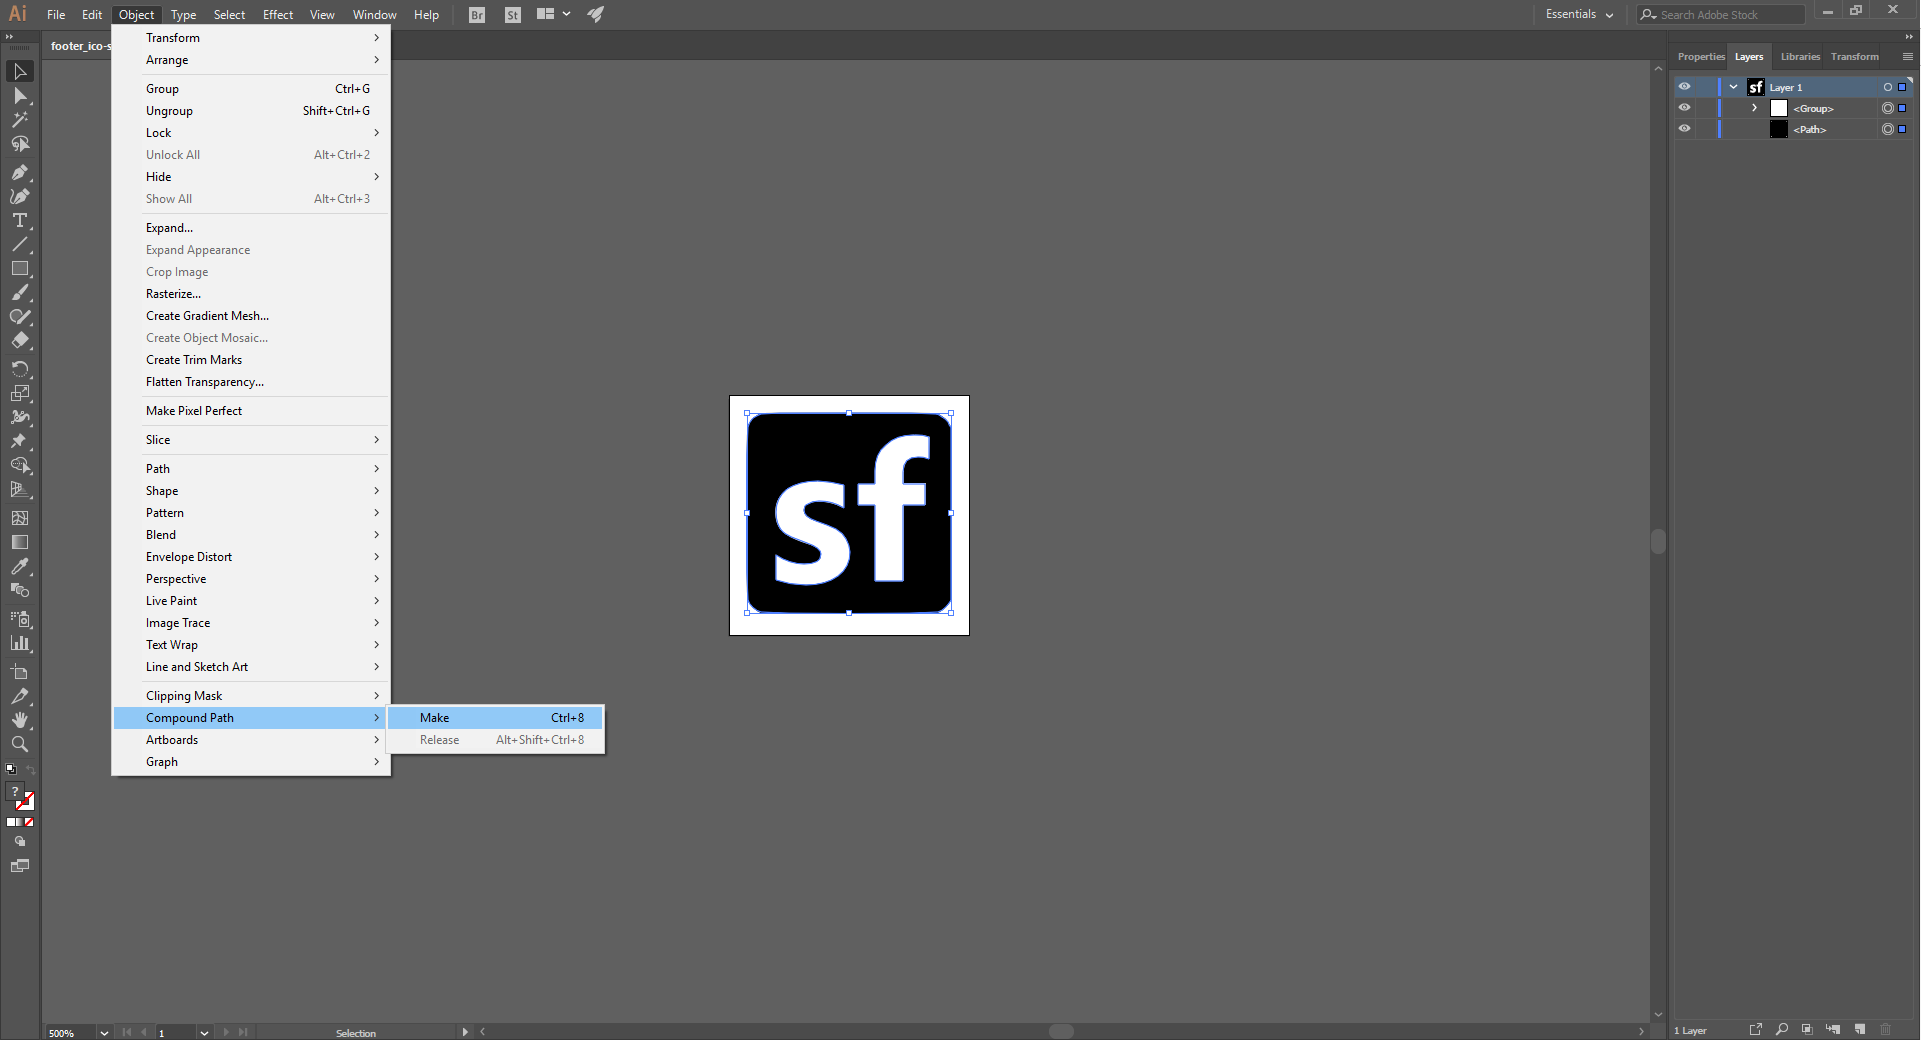 Ai File Edit Object Type Select Effect View Window Help Br St Essentials Search Adobe Stock
footer_ico-s
Transform
Arrange
Group Ctrl+G
Ungroup Shift+Ctrl+G
Lock
Unlock All Alt+Ctrl+2
Hide
Show All Alt+Ctrl+3
Expand...
Expand Appearance
Crop Image
Rasterize...
Create Gradient Mesh...
Create Object Mosaic...
Create Trim Marks
Flatten Transparency...
Make Pixel Perfect
Slice
Path
Shape
Pattern
Blend
Envelope Distort
Perspective
Live Paint
Image Trace
Text Wrap
Line and Sketch Art
Clipping Mask
Compound Path
Artboards
Graph
Make Ctrl+8
Release Alt+Shift+Ctrl+8
sf
Properties Layers Libraries Transform
sf Layer 1
<Group>
<Path>
T
?
500% 1 Selection
1 Layer